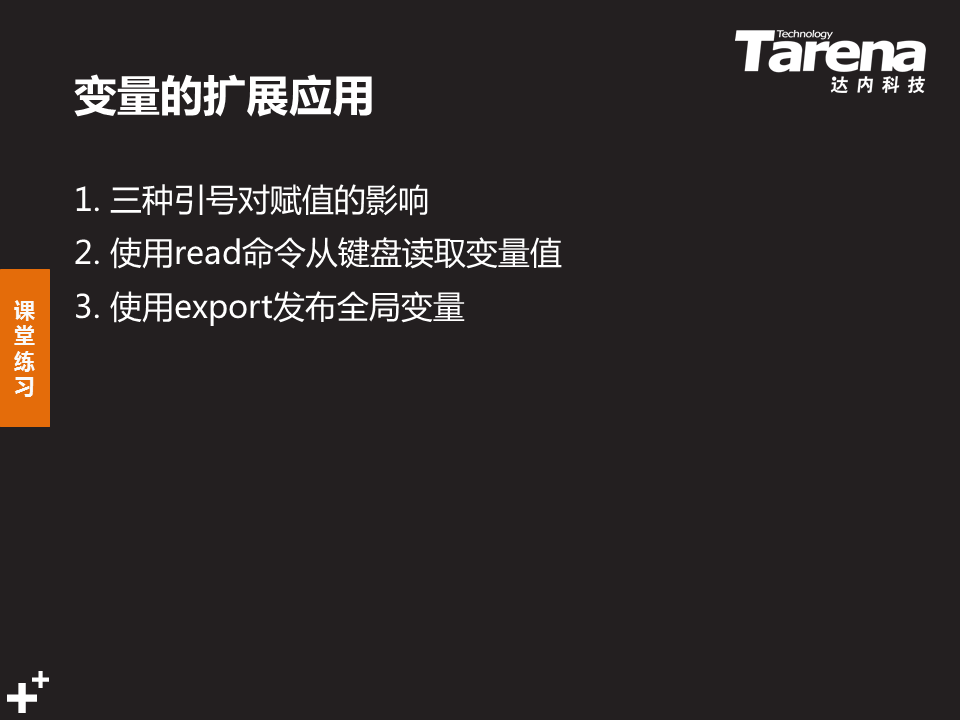 Technology
Tarena
达内科技
变量的扩展应用
1. 三种引号对赋值的影响
2. 使用read命令从键盘读取变量值
3. 使用export发布全局变量
课
堂
练
习